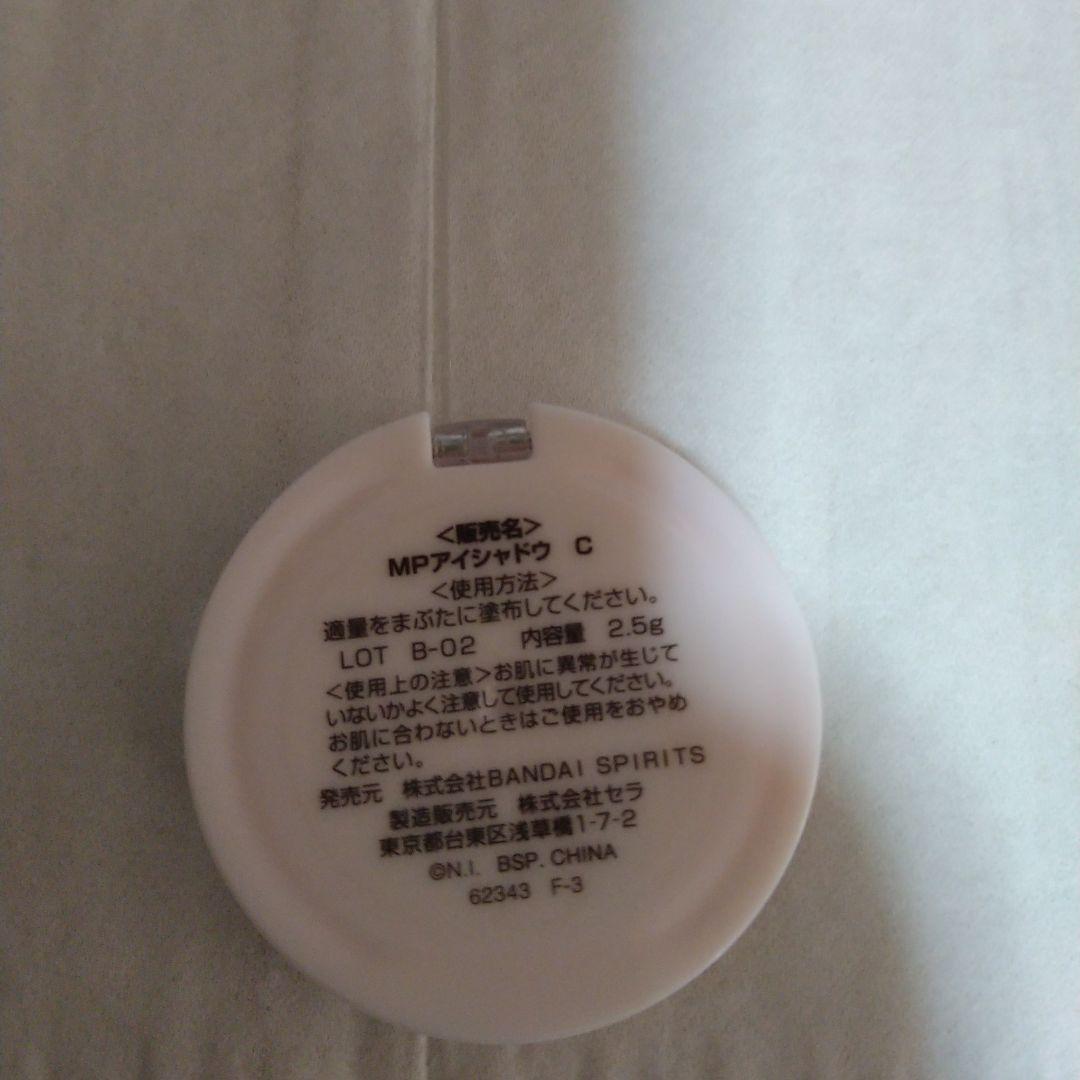 <販売名>
MPアイシャドウ C
<使用方法>
適量をまぶたに塗布してください。
LOT B-02 内容量 2.5g
<使用上の注意>お肌に異常が生じて
いないかよく注意して使用してください。
お肌に合わないときはご使用をおやめ
ください。
発売元 株式会社BANDAI SPIRITS
製造販売元 株式会社セラ
東京都台東区浅草橋1-7-2
©N.I. BSP. CHINA
62343 F-3